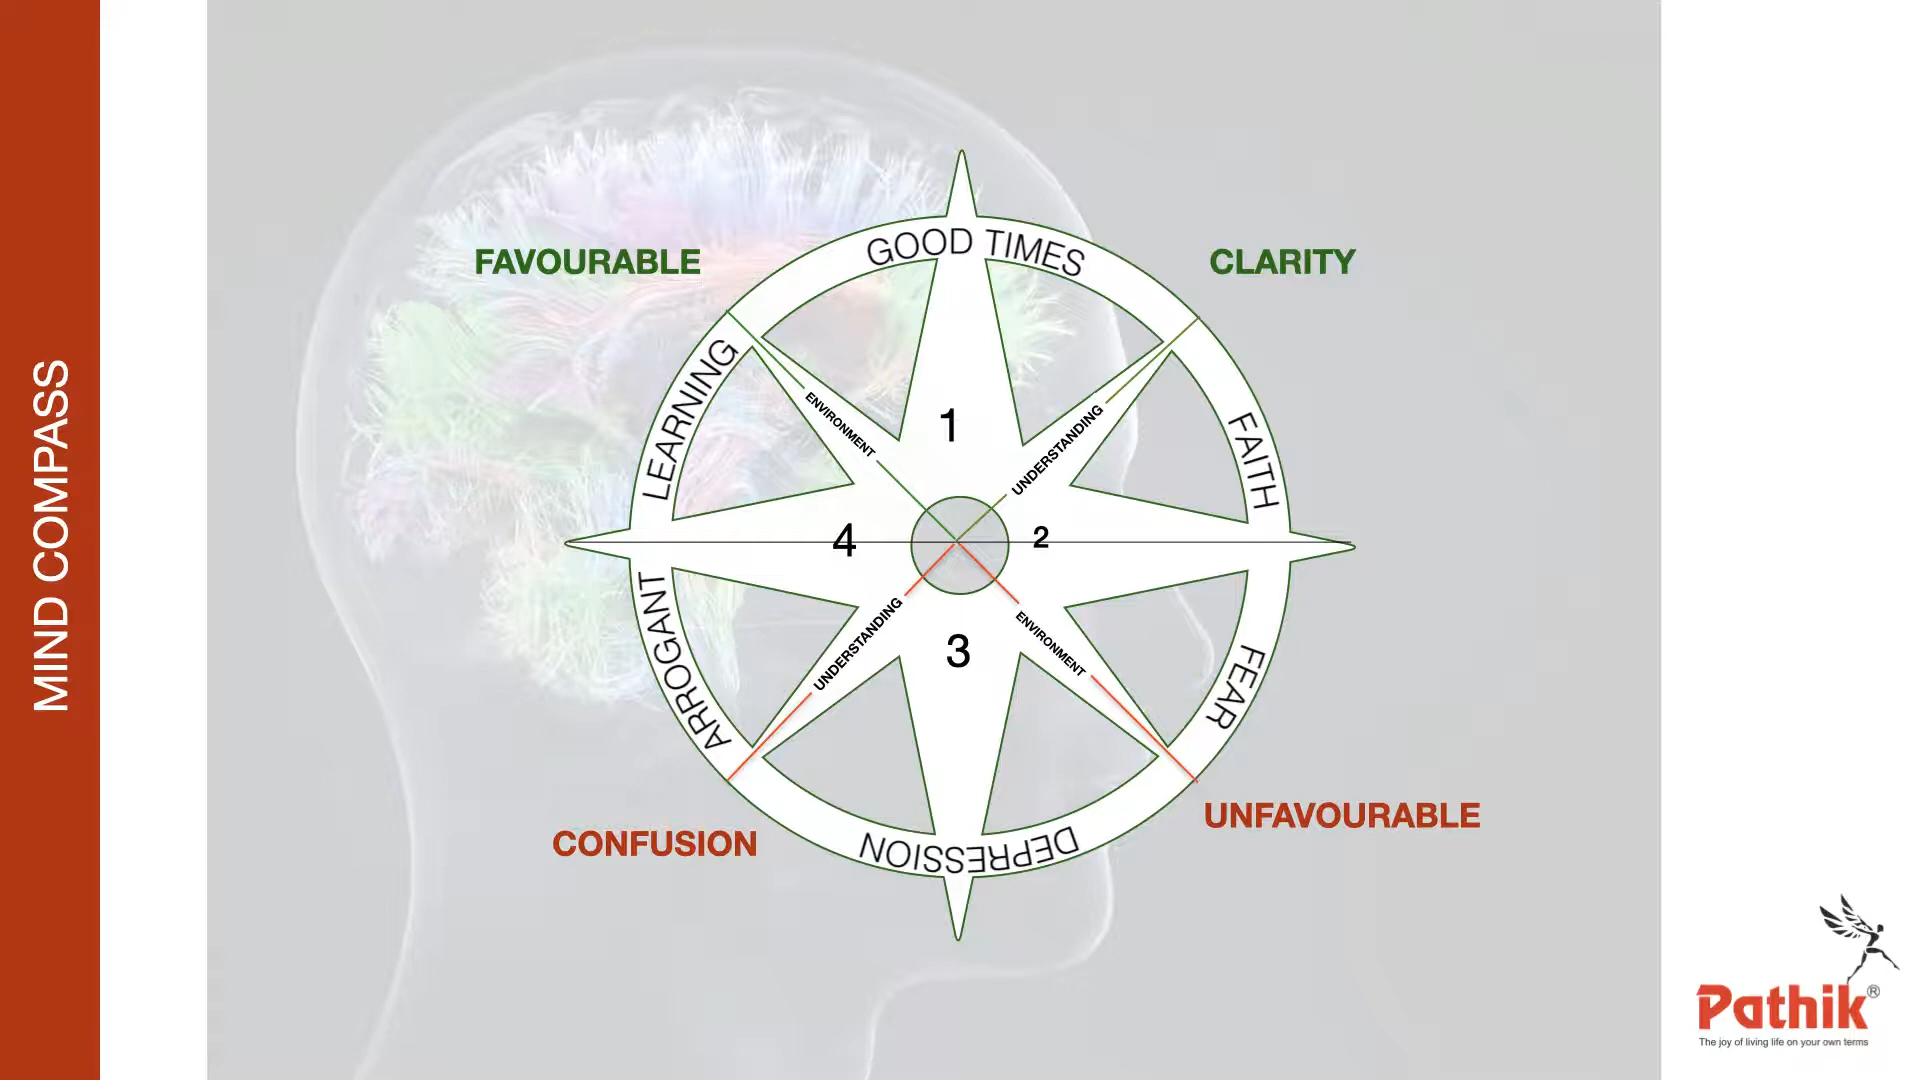 MIND COMPASS
FAVOURABLE
CLARITY
GOOD TIMES
LEARNING
FAITH
ENVIRONMENT
UNDERSTANDING
1
4
2
3
UNDERSTANDING
ENVIRONMENT
ARROGANT
FEAR
DEPRESSION
CONFUSION
UNFAVOURABLE
Pathik®
The joy of living life on your own terms